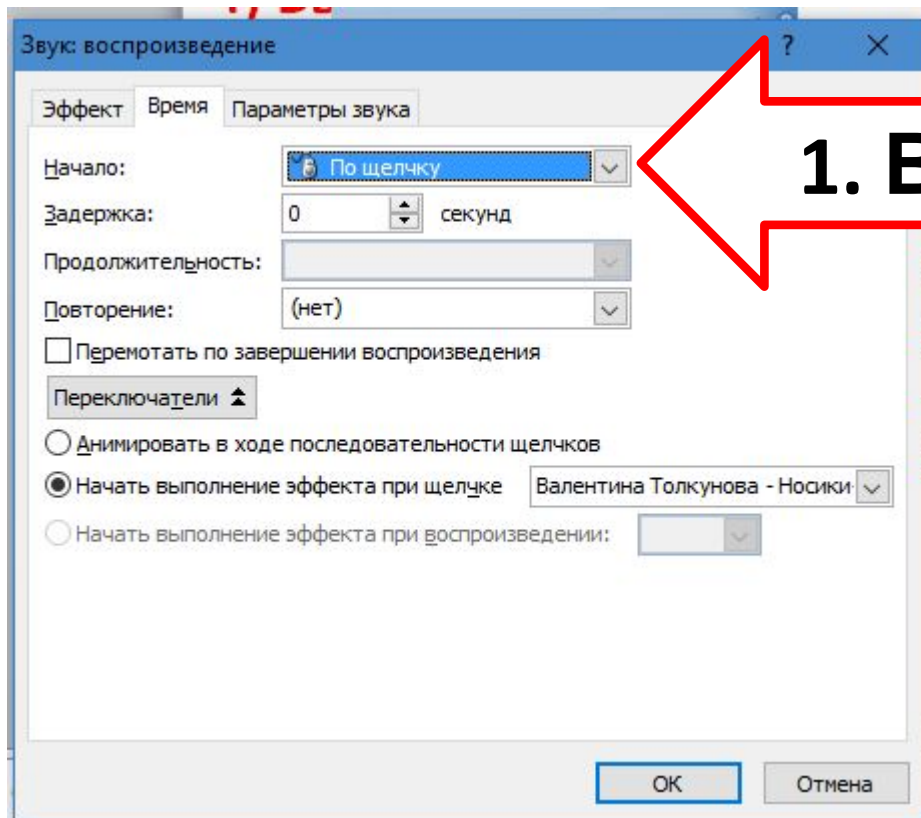 Звук: воспроизведение ? ×
Эффект Время Параметры звука
Начало: По щелчку
1. В
Задержка: 0 секунд
Продолжительность:
Повторение: (нет)
Перемотать по завершении воспроизведения
Переключатели
Анимировать в ходе последовательности щелчков
Начать выполнение эффекта при щелчке Валентина Толкунова - Носики
Начать выполнение эффекта при воспроизведении:
ОК Отмена